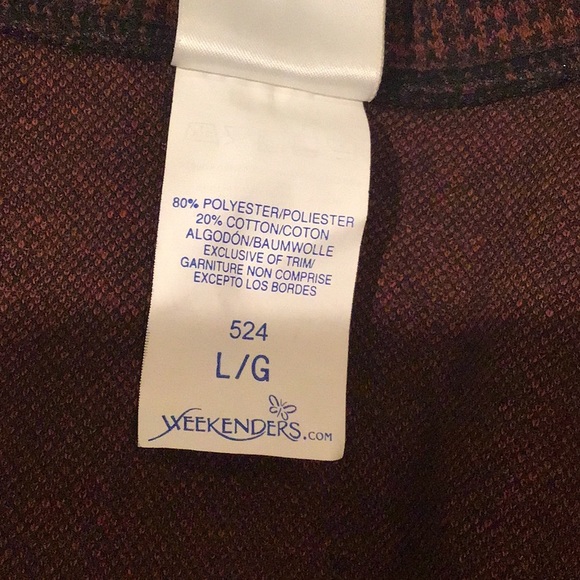 80% POLYESTER/POLIESTER
20% COTTON/COTON
ALGODÓN/BAUMWOLLE
EXCLUSIVE OF TRIM/
GARNITURE NON COMPRISE
EXCEPTO LOS BORDES
524
L/G
WEEKENDERS.COM